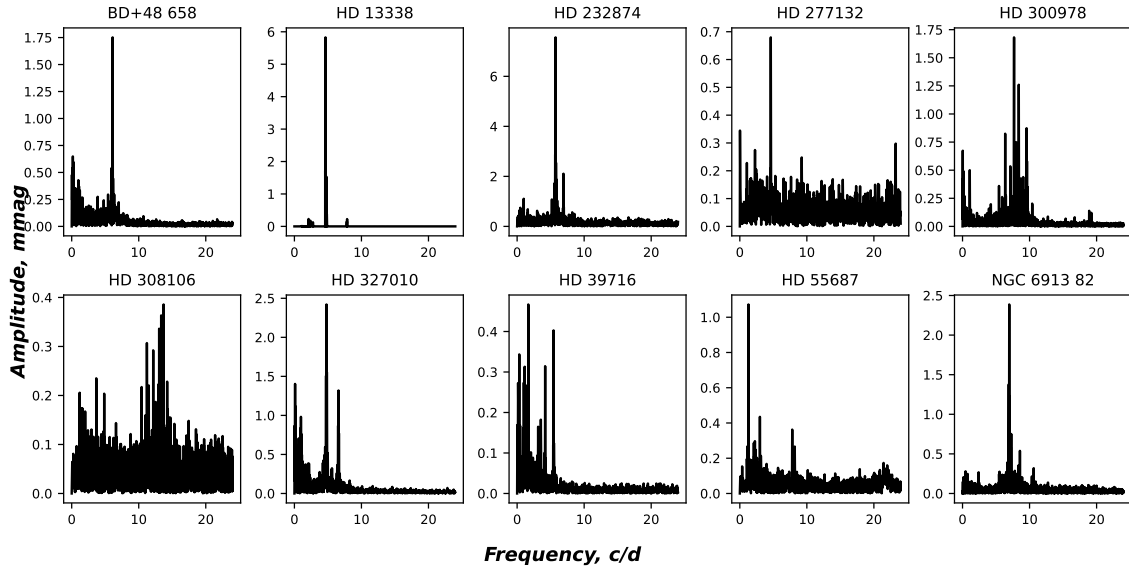 BD+48 658 HD 13338 HD 232874 HD 277132 HD 300978
1.75 6 0.7 1.75
1.50 5 6 0.6 1.50
1.25 4 0.5 1.25
1.00 3 4 0.4 1.00
0.75 2 0.3 0.75
0.50 1 2 0.2 0.50
0.25 0.1 0.25
0.00 0 0 0.0 0.00
0 10 20 0 10 20 0 10 20 0 10 20 0 10 20
Amplitude, mmag
HD 308106 HD 327010 HD 39716 HD 55687 NGC 6913 82
0.4 2.5 0.4 1.0 2.5
0.3 2.0 0.3 0.8 2.0
0.2 1.5 0.2 0.6 1.5
0.1 1.0 0.1 0.4 1.0
0.0 0.5 0.0 0.2 0.5
0.0 0.0 0.0
0 10 20 0 10 20 0 10 20 0 10 20 0 10 20
Frequency, c/d